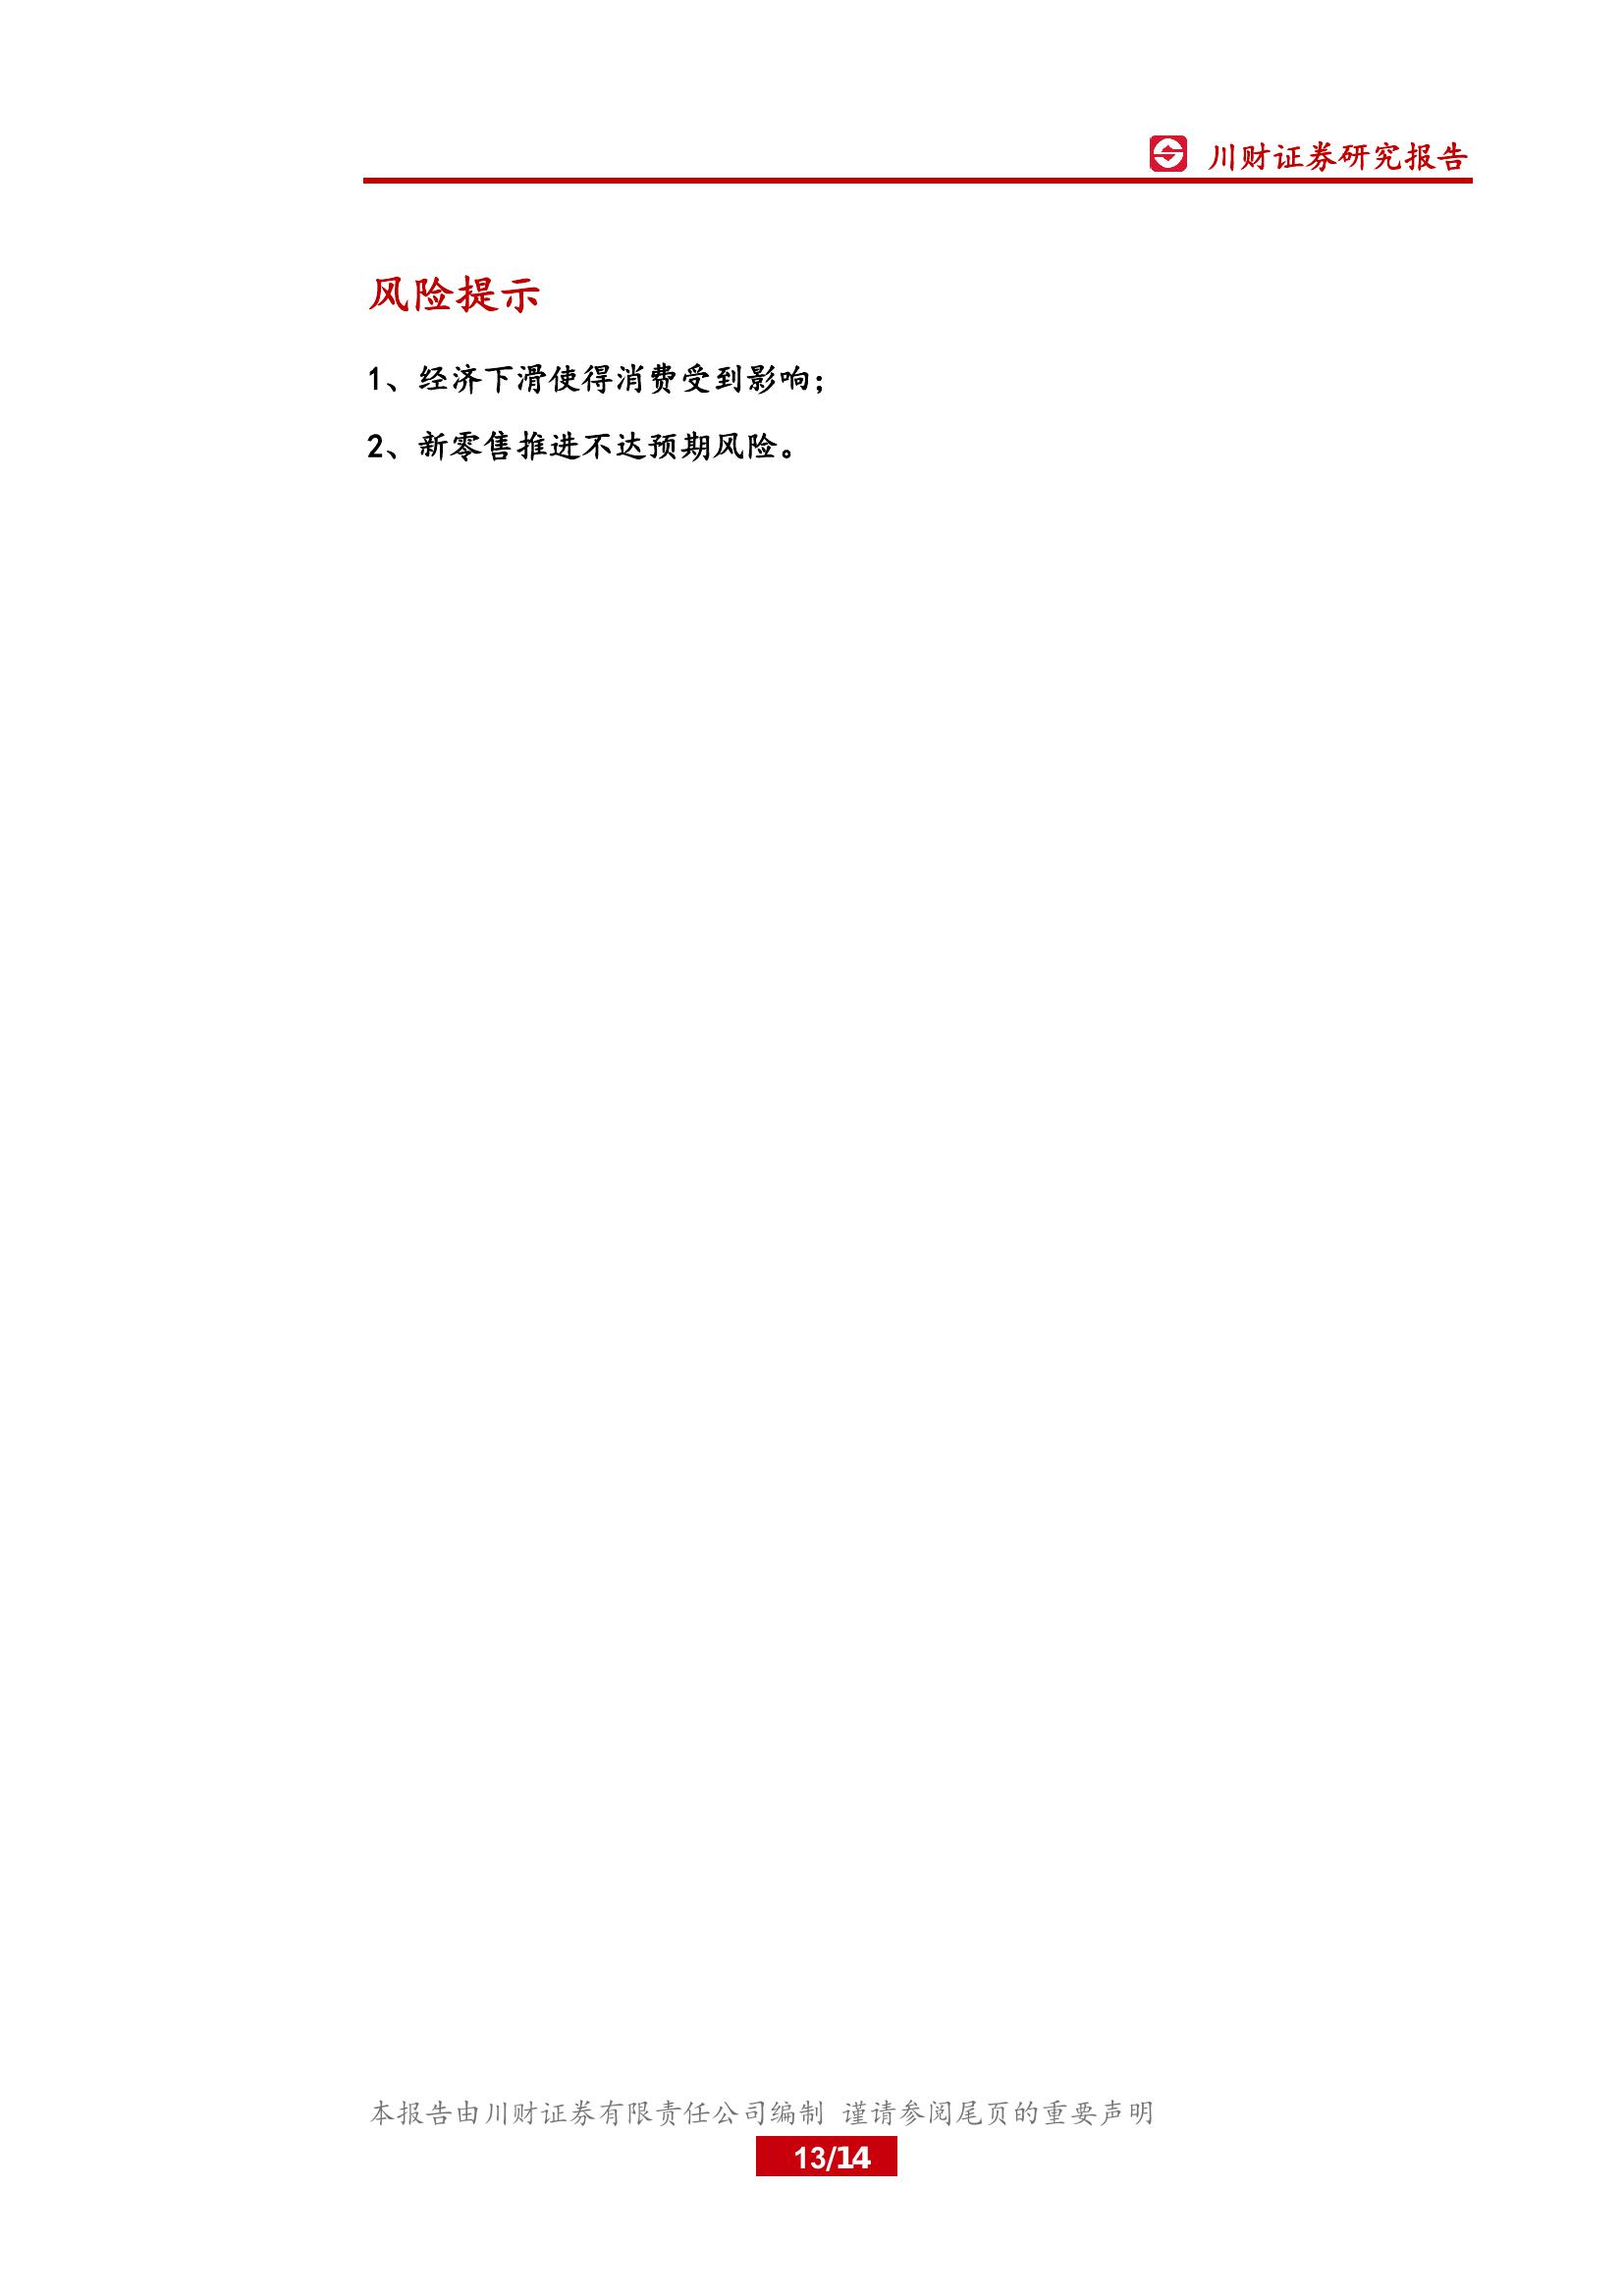 川财证券研究报告
风险提示
1、经济下滑使得消费受到影响；
2、新零售推进不达预期风险。
本报告由川财证券有限责任公司编制 谨请参阅尾页的重要声明
13/14